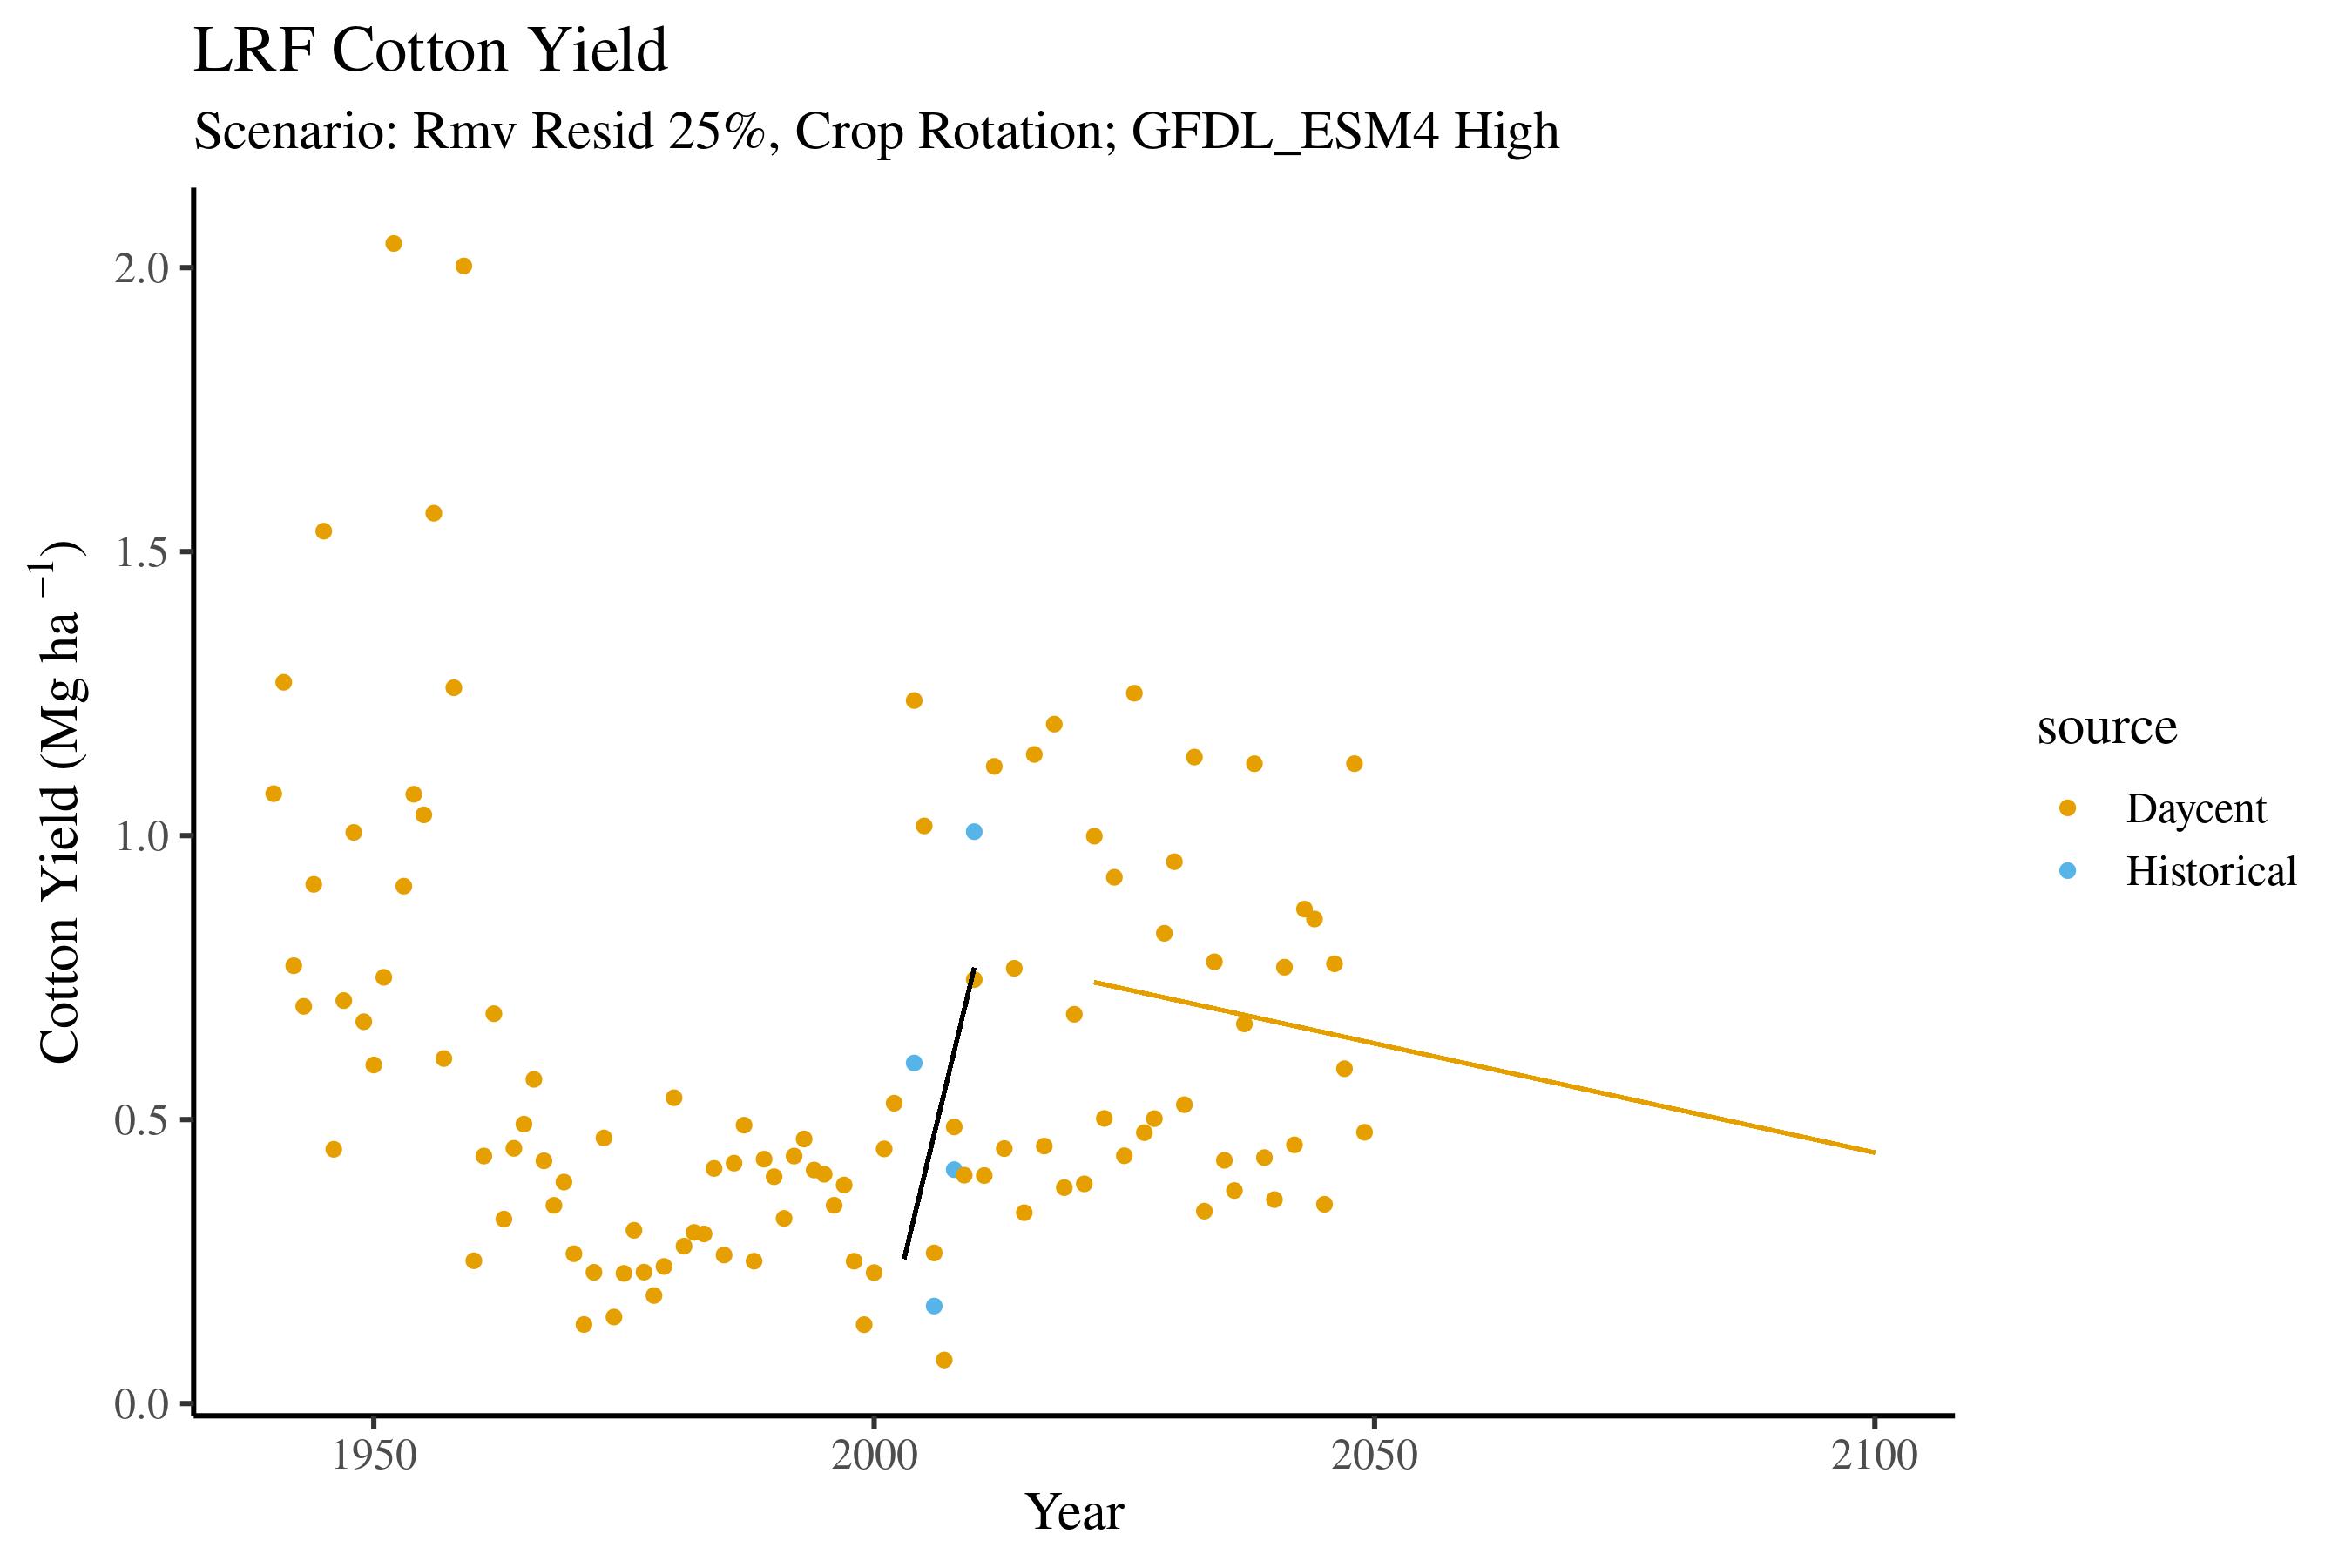 LRF Cotton Yield
Scenario: Rmv Resid 25%, Crop Rotation; GFDL_ESM4 High
Cotton Yield (Mg ha −1)
2.0
1.5
1.0
0.5
0.0
1950
2000
2050
2100
Year
source
Daycent
Historical